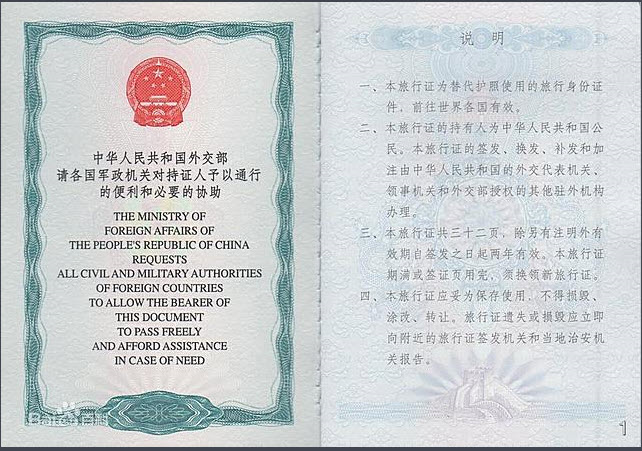 中华人民共和国外交部
请各国军政机关对持证人予以通行
的便利和必要的协助
THE MINISTRY OF
FOREIGN AFFAIRS OF
THE PEOPLE'S REPUBLIC OF CHINA
REQUESTS
ALL CIVIL AND MILITARY AUTHORITIES
OF FOREIGN COUNTRIES
TO ALLOW THE BEARER OF
THIS DOCUMENT
TO PASS FREELY
AND AFFORD ASSISTANCE
IN CASE OF NEED
Baidu百科
说 明
一、本旅行证为替代护照使用的旅行身份证
件，前往世界各国有效。
二、本旅行证的持有人为中华人民共和国公
民。本旅行证的签发、换发、补发和加
注由中华人民共和国的外交代表机关、
领事机关和外交部授权的其他驻外机构
办理。
三、本旅行证共三十二页，除另有注明外有
效期自签发之日起两年有效。本旅行证
期满或签证页用完，须换领新旅行证。
四、本旅行证应妥为保存使用，不得损毁、
涂改、转让。旅行证遗失或损毁应立即
向附近的旅行证签发机关和当地治安机
关报告。
1